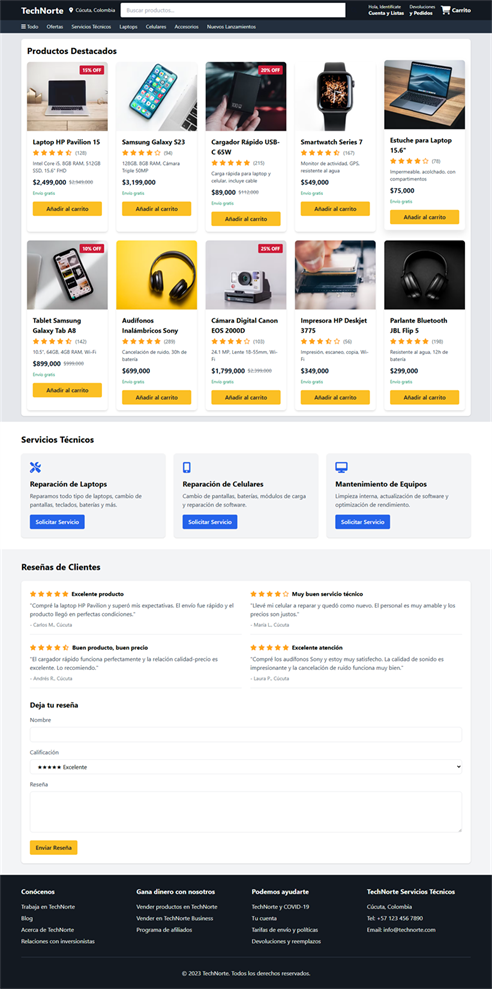 TechNorte
Cúcuta, Colombia
Buscar productos...
Hola, Identifícate
Cuenta y Listas
Devoluciones
y Pedidos
Carrito
Todo
Ofertas
Servicios Técnicos
Laptops
Celulares
Accesorios
Nuevos Lanzamientos
Productos Destacados
15% OFF
Laptop HP Pavilion 15
(128)
Intel Core i5, 8GB RAM, 512GB
SSD, 15.6" FHD
$2,499,000
Envío gratis
Añadir al carrito
Samsung Galaxy S23
(94)
128GB, 8GB RAM, Cámara
Triple 50MP
$3,199,000
Envío gratis
Añadir al carrito
20% OFF
Cargador Rápido USB-
C 65W
(215)
Carga rápida para laptop y
celular, incluye cable
$89,000 $112,000
Envío gratis
Añadir al carrito
Smartwatch Series 7
(167)
Monitor de actividad, GPS,
resistente al agua
$549,000
Envío gratis
Añadir al carrito
Estuche para Laptop
15.6"
(78)
Impermeable, acolchado, con
compartimentos
$75,000
Envío gratis
Añadir al carrito
10% OFF
Tablet Samsung
Galaxy Tab A8
(142)
10.5", 64GB, 4GB RAM, Wi-Fi
$899,000 $999,000
Envío gratis
Añadir al carrito
Audífonos
Inalámbricos Sony
(289)
Cancelación de ruido, 30h de
batería
$699,000
Envío gratis
Añadir al carrito
25% OFF
Cámara Digital Canon
EOS 2000D
(103)
24.1 MP, Lente 18-55mm, Wi-
Fi
$1,799,000 $2,399,000
Envío gratis
Añadir al carrito
Impresora HP Deskjet
3775
(56)
Impresión, escaneo, copia, Wi-
Fi
$349,000
Envío gratis
Añadir al carrito
Parlante Bluetooth
JBL Flip 5
(198)
Resistente al agua, 12h de
batería
$299,000
Envío gratis
Añadir al carrito
Servicios Técnicos
Reparación de Laptops
Reparamos todo tipo de laptops, cambio de
pantallas, teclados, baterías y más.
Solicitar Servicio
Reparación de Celulares
Cambio de pantallas, baterías, módulos de carga
y reparación de software.
Solicitar Servicio
Mantenimiento de Equipos
Limpieza interna, actualización de software y
optimización de rendimiento.
Solicitar Servicio
Reseñas de Clientes
Excelente producto
"Compré la laptop HP Pavilion y superó mis expectativas. El envío fue rápido y el
producto llegó en perfectas condiciones."
- Carlos M., Cúcuta
Muy buen servicio técnico
"Llevé mi celular a reparar y quedó como nuevo. El personal es muy amable y los
precios son justos."
- María L., Cúcuta
Buen producto, buen precio
"El cargador rápido funciona perfectamente y la relación calidad-precio es
excelente. Lo recomiendo."
- Andrés R., Cúcuta
Excelente atención
"Compré los audífonos Sony y estoy muy satisfecho. La calidad de sonido es
impresionante y la cancelación de ruido funciona muy bien."
- Laura P., Cúcuta
Deja tu reseña
Nombre
Calificación
★★★★★ Excelente
Reseña
Enviar Reseña
Conócenos
Trabaja en TechNorte
Blog
Acerca de TechNorte
Relaciones con inversionistas
Gana dinero con nosotros
Vender productos en TechNorte
Vender en TechNorte Business
Programa de afiliados
Podemos ayudarte
TechNorte y COVID-19
Tu cuenta
Tarifas de envío y políticas
Devoluciones y reemplazos
TechNorte Servicios Técnicos
Cúcuta, Colombia
Tel: +57 123 456 7890
Email: info@technorte.com
© 2023 TechNorte. Todos los derechos reservados.